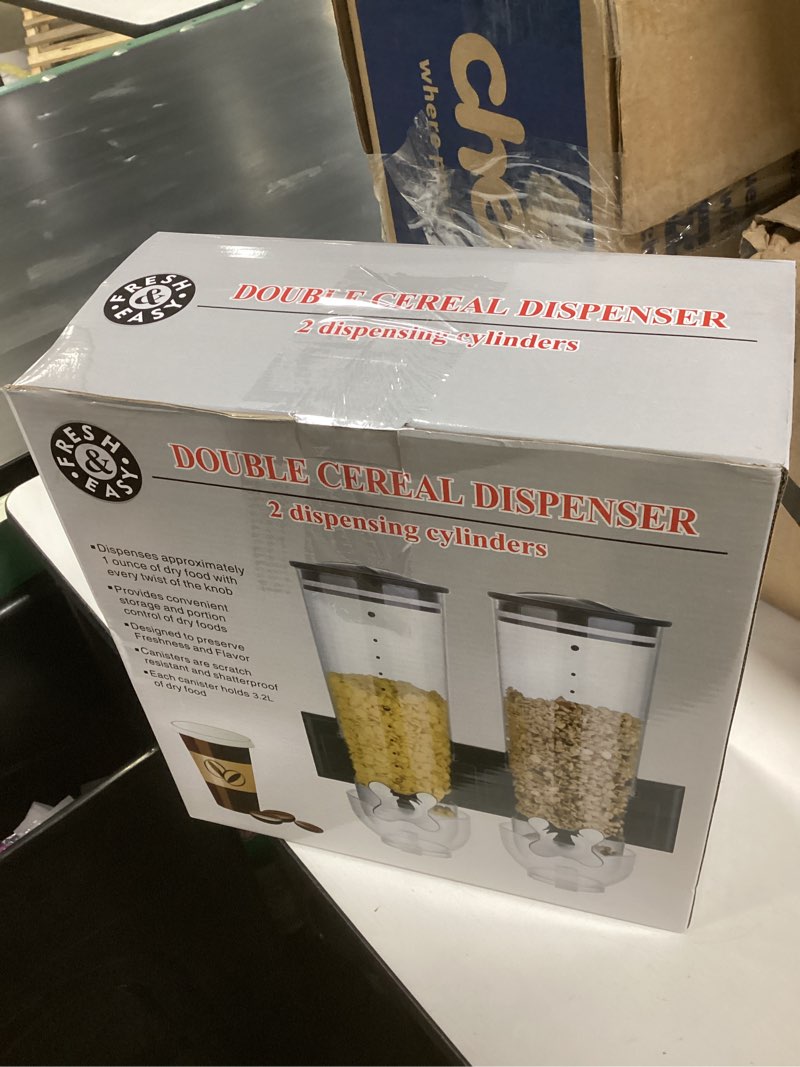 che
where
FRESH & EASY
DOUBLE CEREAL DISPENSER
2 dispensing cylinders
FRESH & EASY
DOUBLE CEREAL DISPENSER
2 dispensing cylinders
▪Dispenses approximately
1 ounce of dry food with
every twist of the knob
▪Provides convenient
storage and portion
control of dry foods
▪Designed to preserve
Freshness and Flavor
▪Canisters are scratch
resistant and shatterproof
▪Each canister holds 3.2L
of dry food